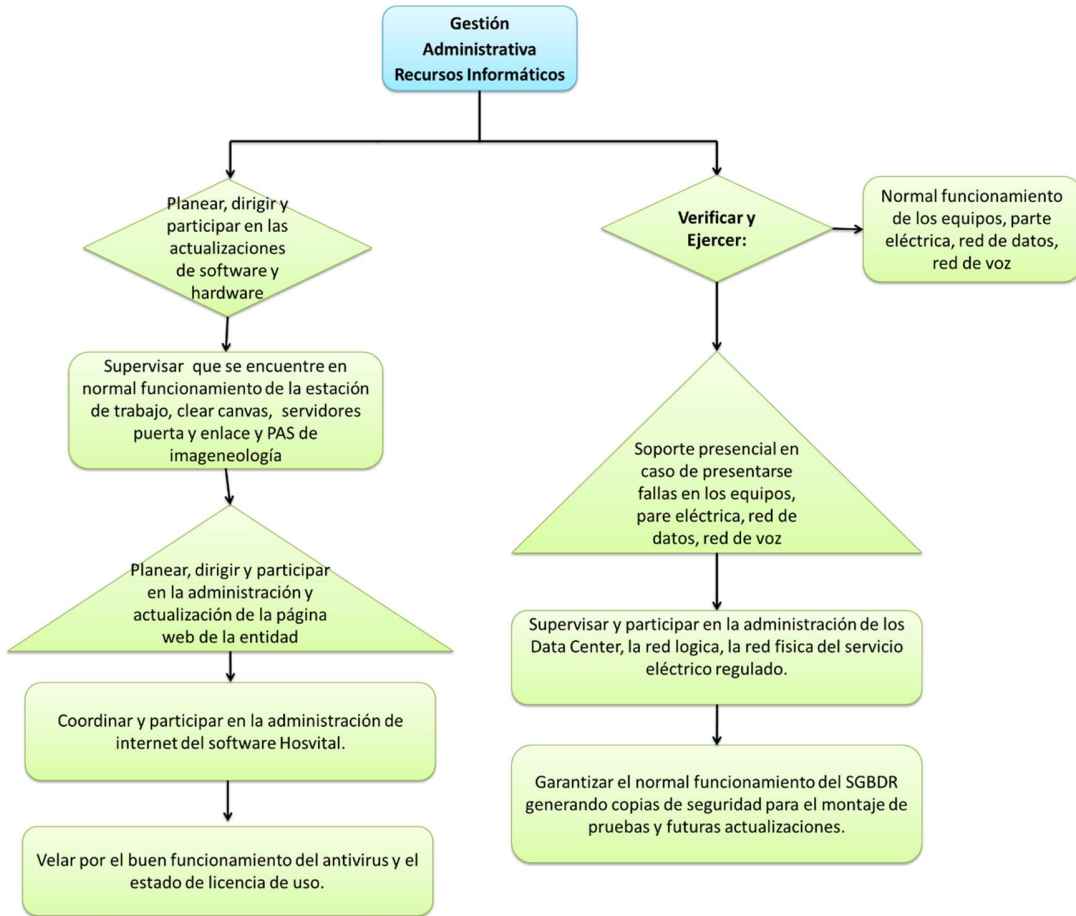 Gestión
Administrativa
Recursos Informáticos
Planear, dirigir y
participar en las
actualizaciones
de software y
hardware
Supervisar que se encuentre en
normal funcionamiento de la estación
de trabajo, clear canvas, servidores
puerta y enlace y PAS de
imageneología
Planear, dirigir y participar
en la administración y
actualización de la página
web de la entidad
Coordinar y participar en la administración de
internet del software Hosvital.
Velar por el buen funcionamiento del antivirus y el
estado de licencia de uso.
Verificar y
Ejercer:
Normal funcionamiento
de los equipos, parte
eléctrica, red de datos,
red de voz
Soporte presencial en
caso de presentarse
fallas en los equipos,
pare eléctrica, red de
datos, red de voz
Supervisar y participar en la administración de los
Data Center, la red logica, la red fisica del servicio
eléctrico regulado.
Garantizar el normal funcionamiento del SGBDR
generando copias de seguridad para el montaje de
pruebas y futuras actualizaciones.